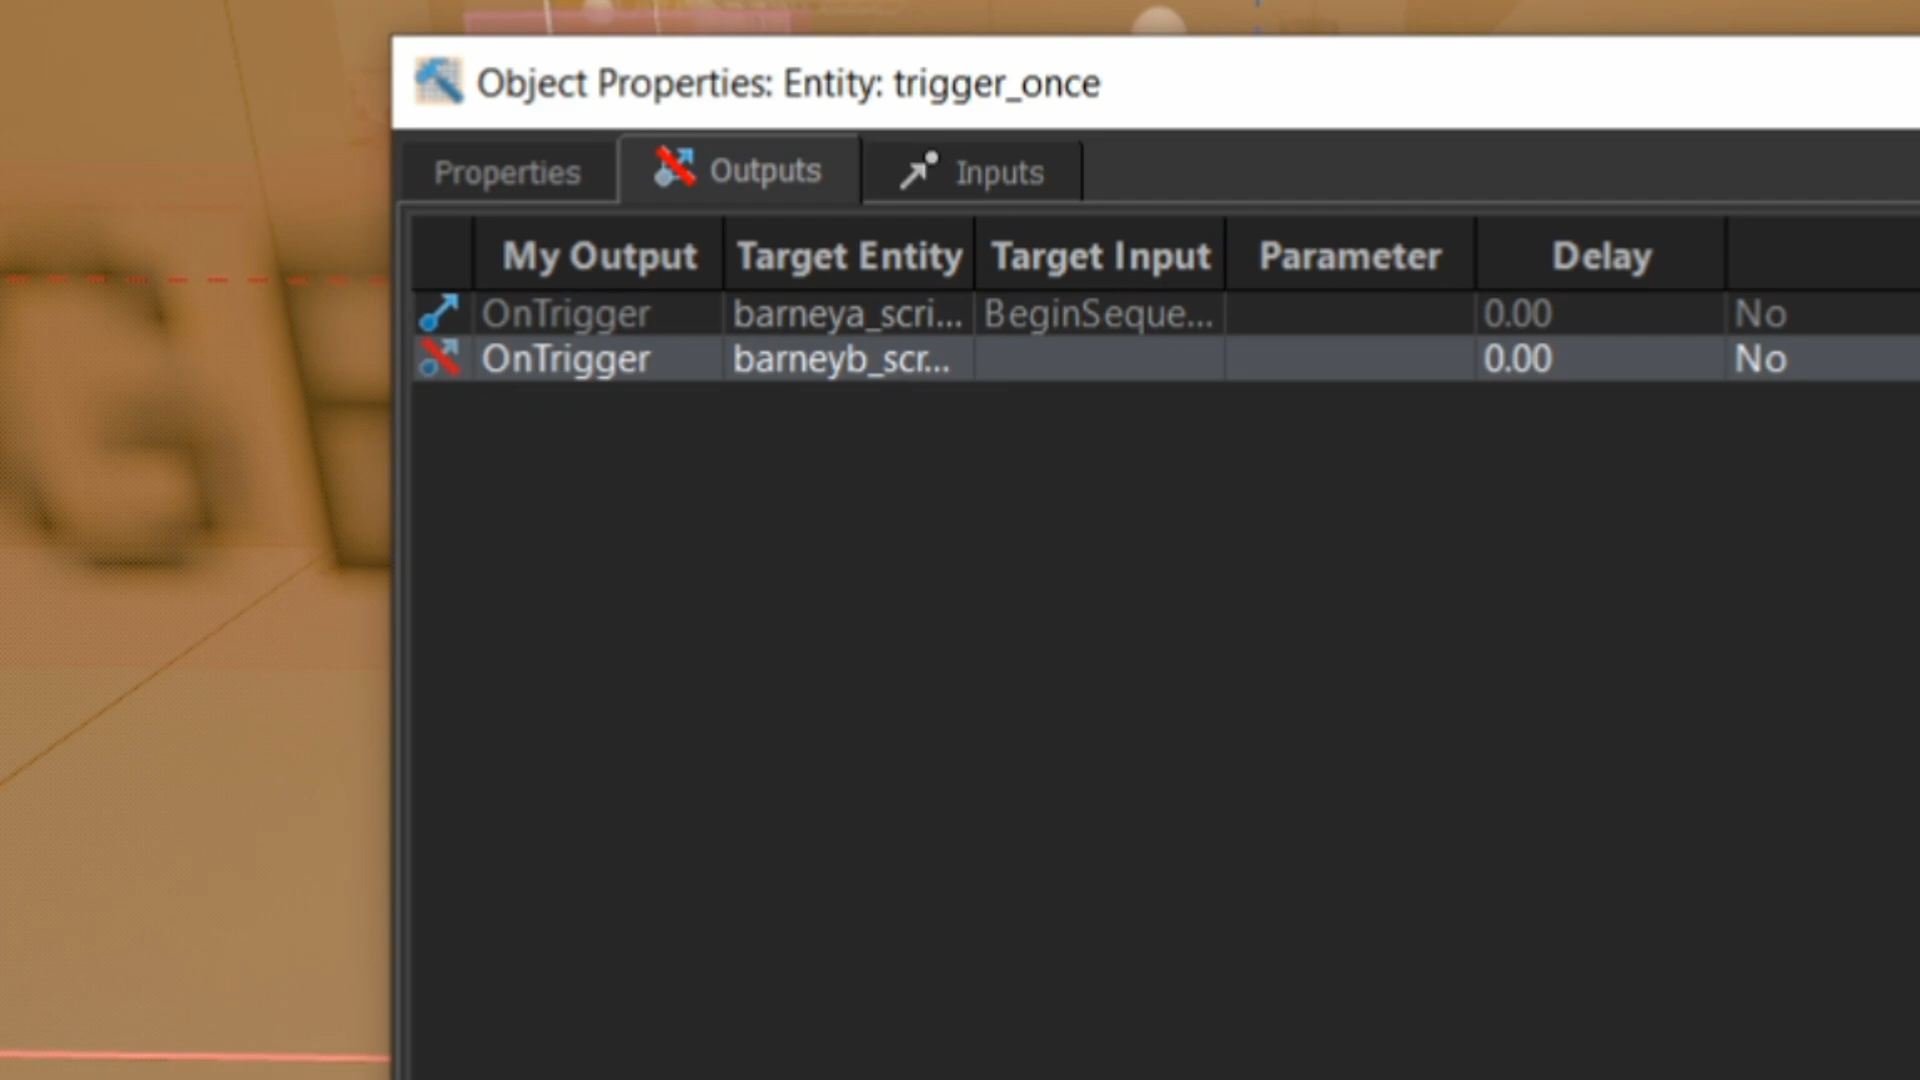 Object Properties: Entity: trigger_once
Properties Outputs Inputs
My Output Target Entity Target Input Parameter Delay
OnTrigger barneya_scri... BeginSeque... 0.00 No
OnTrigger barneyb_scr... 0.00 No